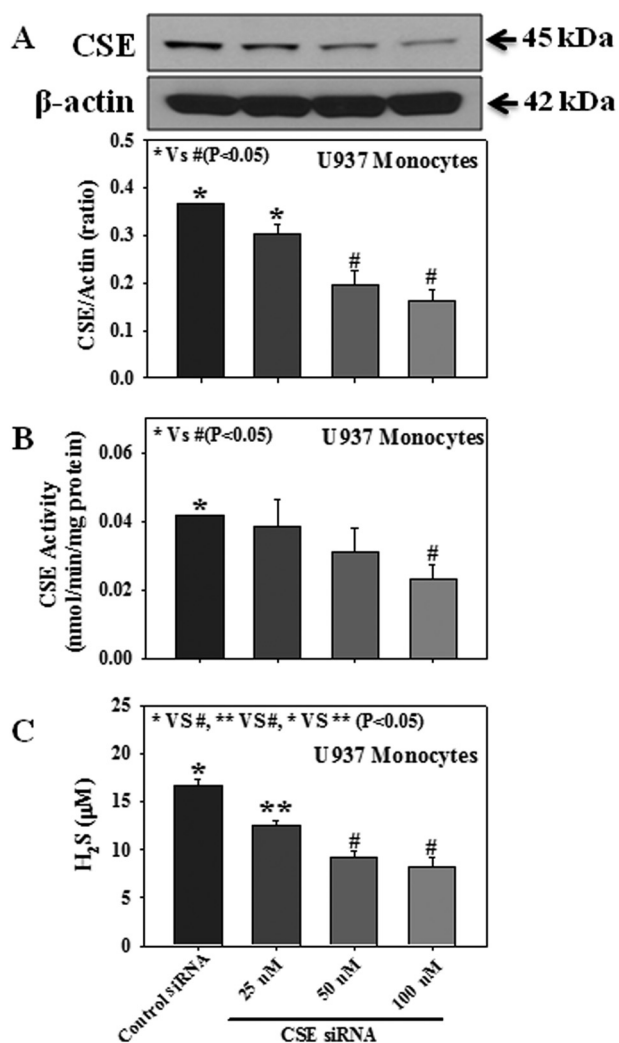 A
CSE
45 kDa
β-actin
42 kDa
0.5
0.4
0.3
0.2
0.1
0.0
CSE/Actin (ratio)
* Vs #(P<0.05)
U937 Monocytes
*
*
#
#
B
0.06
0.04
0.02
0.00
CSE Activity
(nmol/min/mg protein)
* Vs #(P<0.05)
U937 Monocytes
*
#
C
25
20
15
10
5
0
H₂S (µM)
* VS #, ** VS#, * VS ** (P<0.05)
U937 Monocytes
*
**
#
#
Control siRNA
25 nM
50 nM
100 nM
CSE siRNA